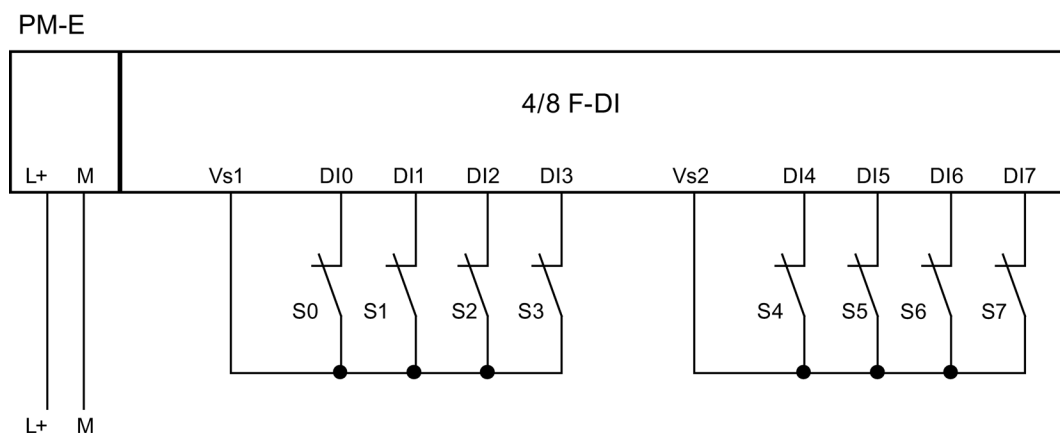 PM-E
4/8 F-DI
L+ M Vs1 DI0 DI1 DI2 DI3 Vs2 DI4 DI5 DI6 DI7
S0 S1 S2 S3 S4 S5 S6 S7
L+ M